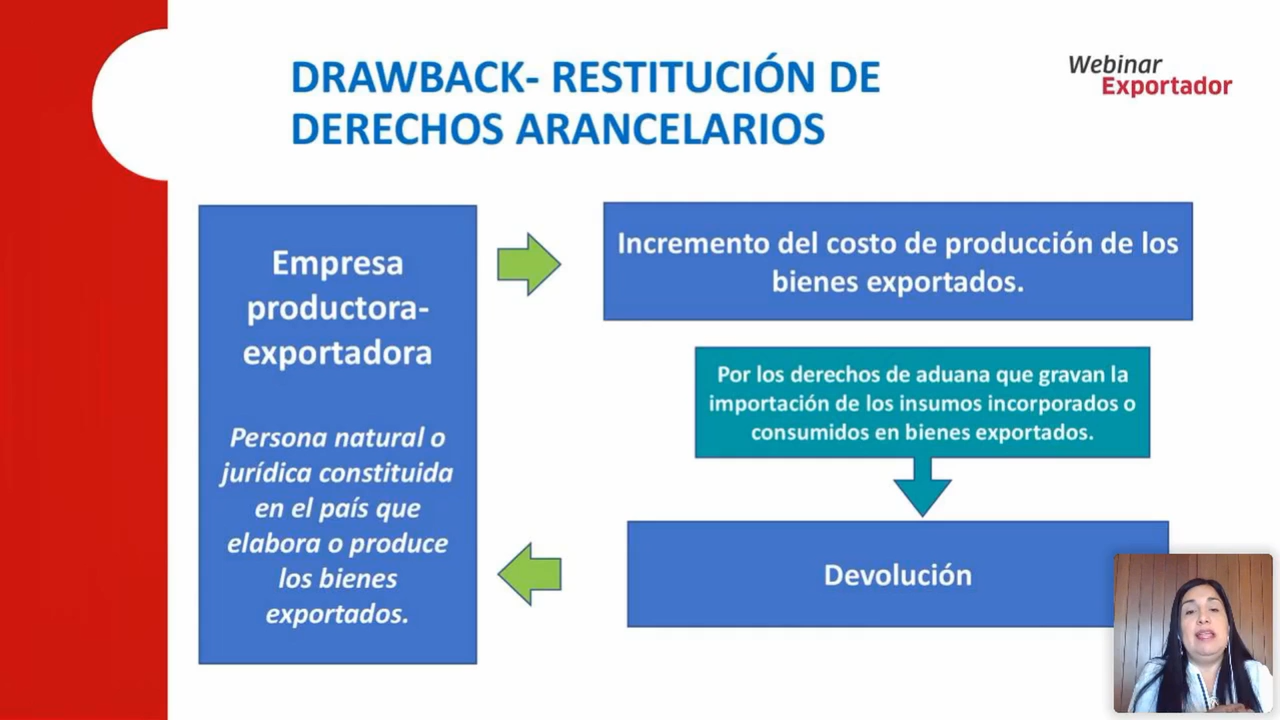 DRAWBACK- RESTITUCIÓN DE
DERECHOS ARANCELARIOS
Webinar
Exportador
Empresa
productora-
exportadora
Persona natural o
jurídica constituida
en el país que
elabora o produce
los bienes
exportados.
Incremento del costo de producción de los
bienes exportados.
Por los derechos de aduana que gravan la
importación de los insumos incorporados o
consumidos en bienes exportados.
Devolución